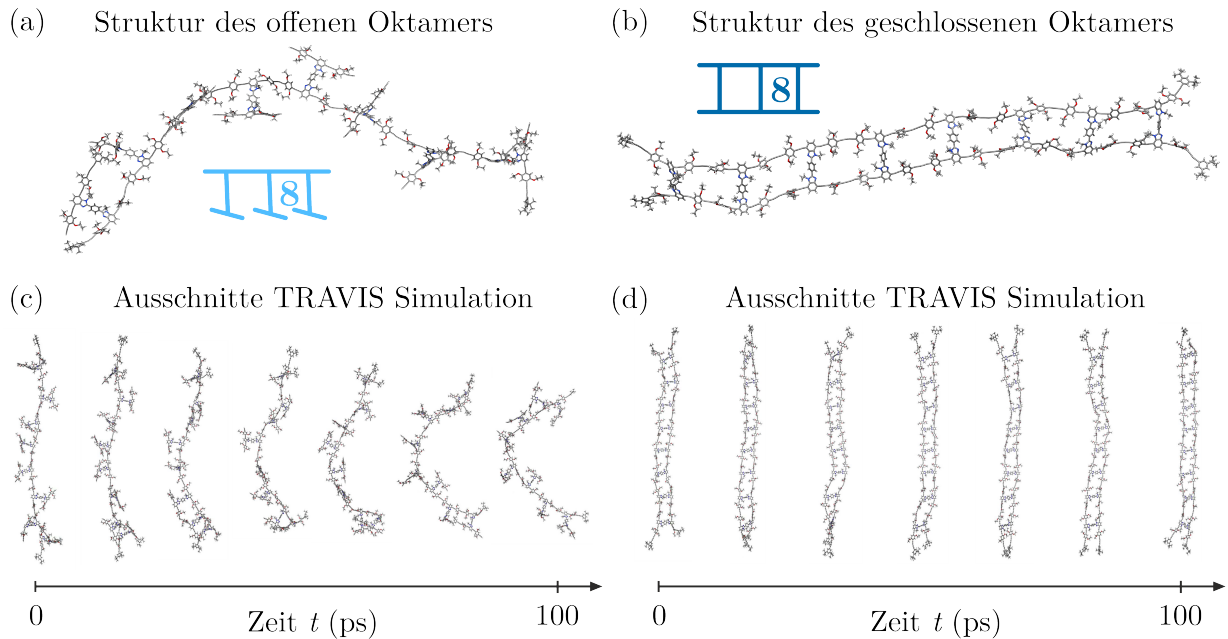 (a) Struktur des offenen Oktamers
8
(b) Struktur des geschlossenen Oktamers
8
(c) Ausschnitte TRAVIS Simulation
0 100
Zeit t (ps)
(d) Ausschnitte TRAVIS Simulation
0 100
Zeit t (ps)